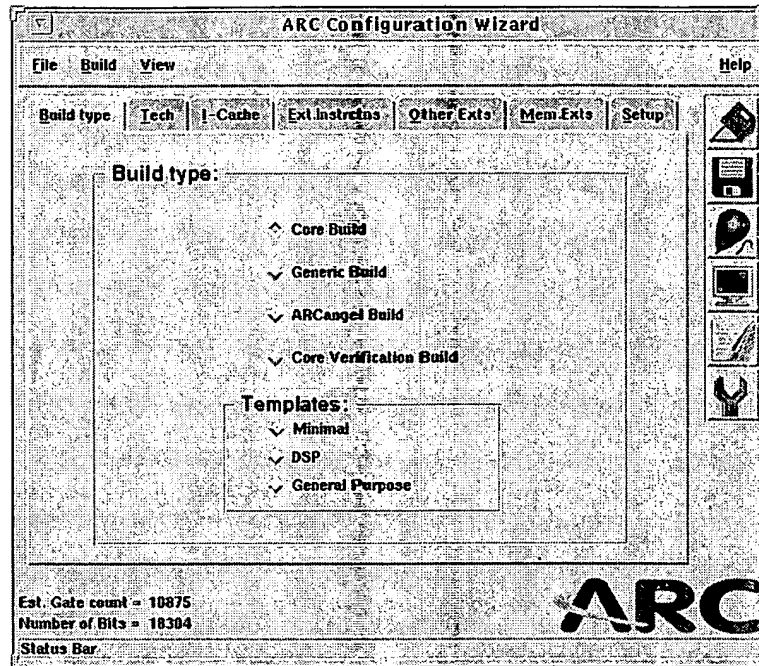 ARC Configuration Wizard
File Build View Help
Build type Tech I-Cache Ext.Instrctns Other Exts Mem.Exts Setup
Build type:
Core Build
Generic Build
ARCangel Build
Core Verification Build
Templates:
Minimal
DSP
General Purpose
Est. Gate count = 10875
Number of Bits = 18304
ARC
Status Bar